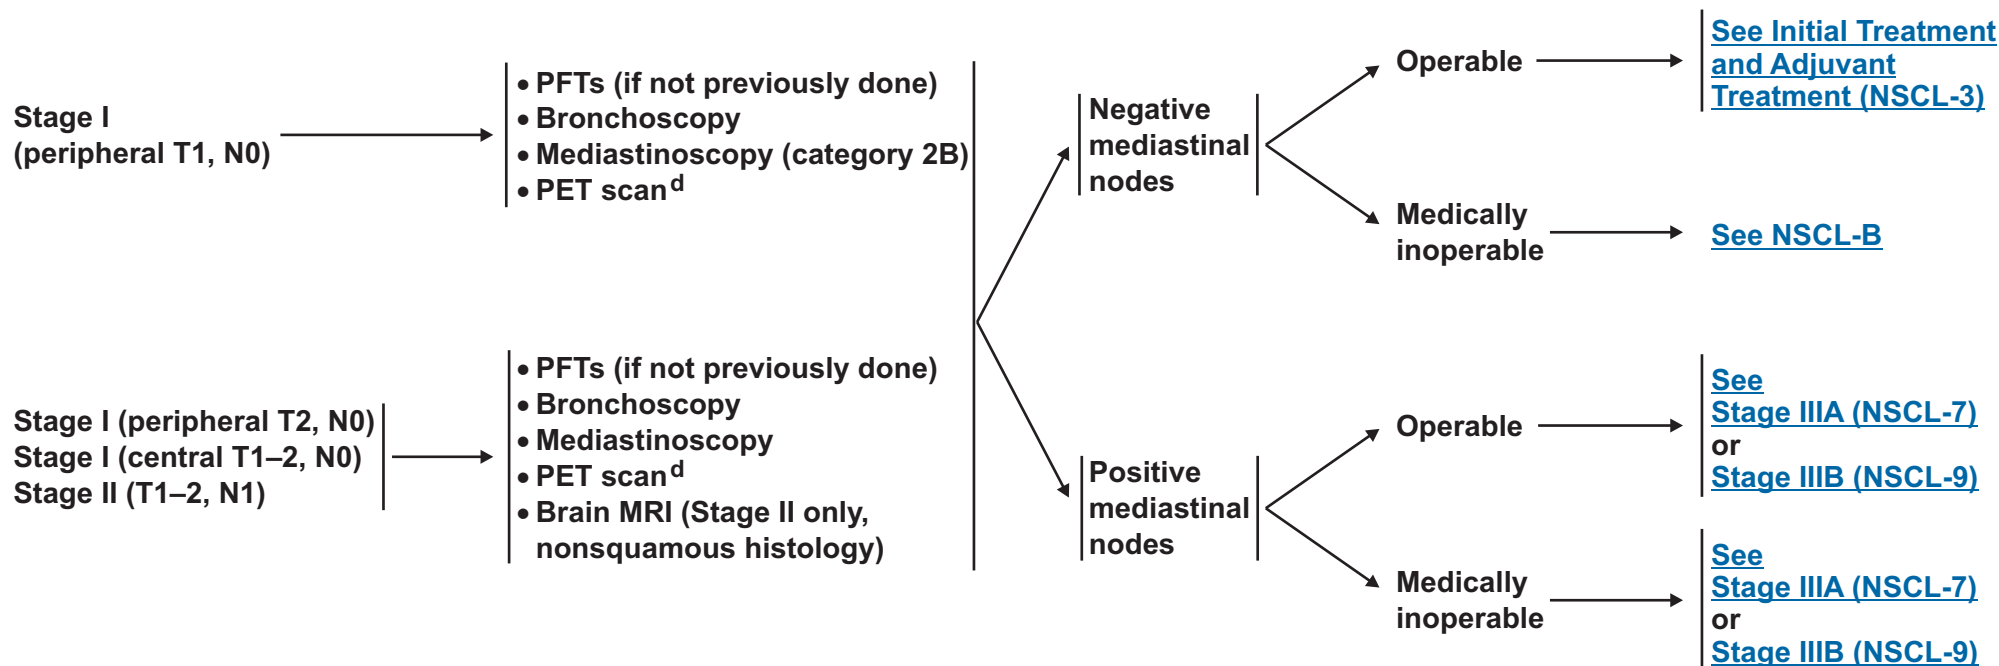 Stage I
(peripheral T1, N0)
• PFTs (if not previously done)
• Bronchoscopy
• Mediastinoscopy (category 2B)
• PET scan d
Stage I (peripheral T2, N0)
Stage I (central T1–2, N0)
Stage II (T1–2, N1)
• PFTs (if not previously done)
• Bronchoscopy
• Mediastinoscopy
• PET scan d
• Brain MRI (Stage II only,
nonsquamous histology)
Negative
mediastinal
nodes
Operable
See Initial Treatment
and Adjuvant
Treatment (NSCL-3)
Medically
inoperable
See NSCL-B
Positive
mediastinal
nodes
Operable
See
Stage IIIA (NSCL-7)
or
Stage IIIB (NSCL-9)
Medically
inoperable
See
Stage IIIA (NSCL-7)
or
Stage IIIB (NSCL-9)